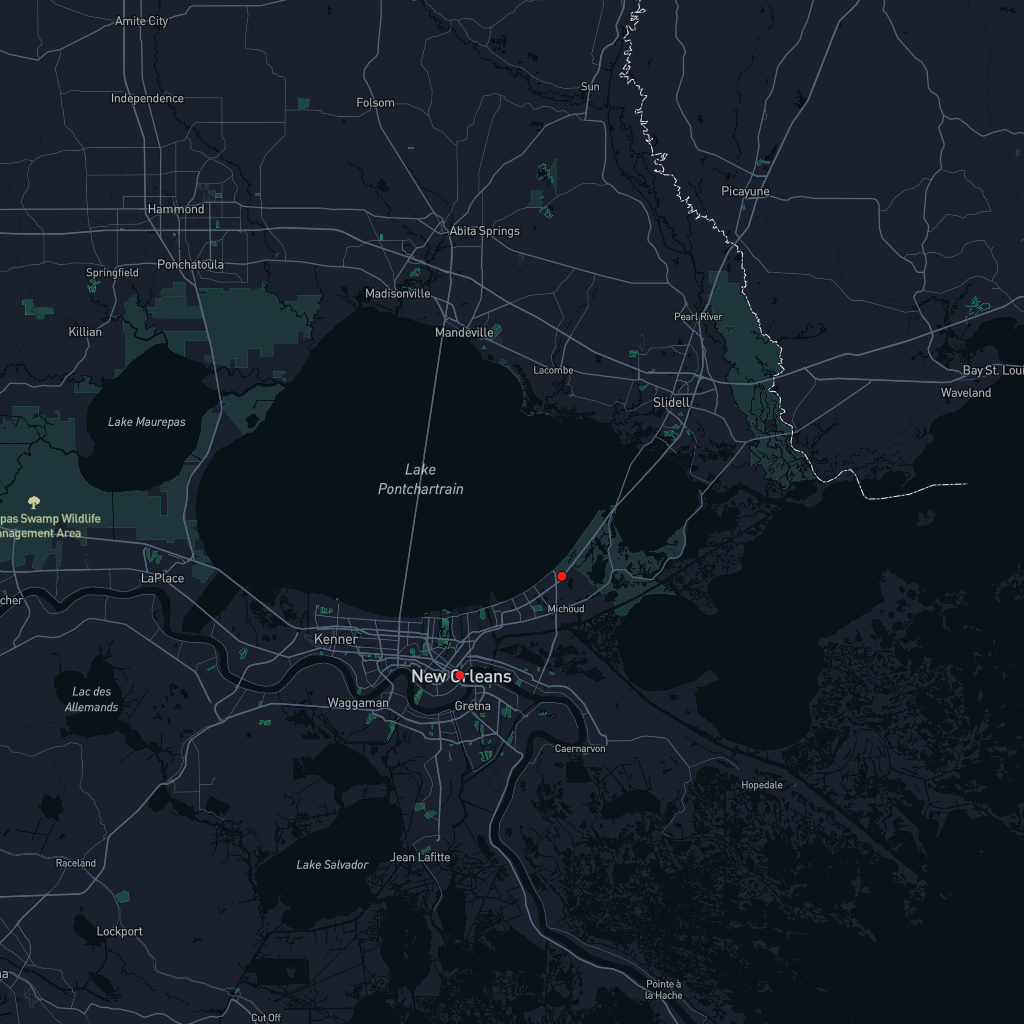 Amite City
Sun
Independence
Folsom
Picayune
Hammond
Abita Springs
Ponchatoula
Springfield
Madisonville
Pearl River
Killian
Mandeville
Lacombe
Bay St. Loui
Waveland
Slidell
Lake Maurepas
Lake
Pontchartrain
pas Swamp Wildlife
nagement Area
LaPlace
cher
Michoud
Kenner
New Orleans
Lac des
Allemands
Waggaman
Gretna
Caernarvon
Hopedale
Jean Lafitte
Lake Salvador
Raceland
Lockport
na
Pointe à
la Hache
Cut Off